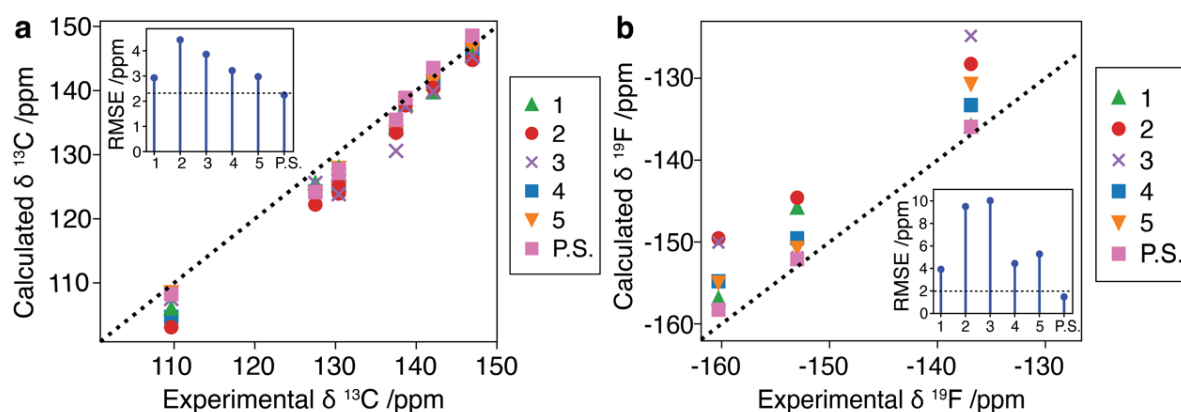 a
150
140
130
120
110
Calculated δ ¹³C /ppm
110 120 130 140 150
Experimental δ ¹³C /ppm
4
3
2
1
0
RMSE /ppm
1 2 3 4 5 P.S.
1
2
3
4
5
P.S.
b
-130
-140
-150
-160
Calculated δ ¹⁹F /ppm
-160 -150 -140 -130
Experimental δ ¹⁹F /ppm
10
8
6
4
2
0
RMSE /ppm
1 2 3 4 5 P.S.
1
2
3
4
5
P.S.